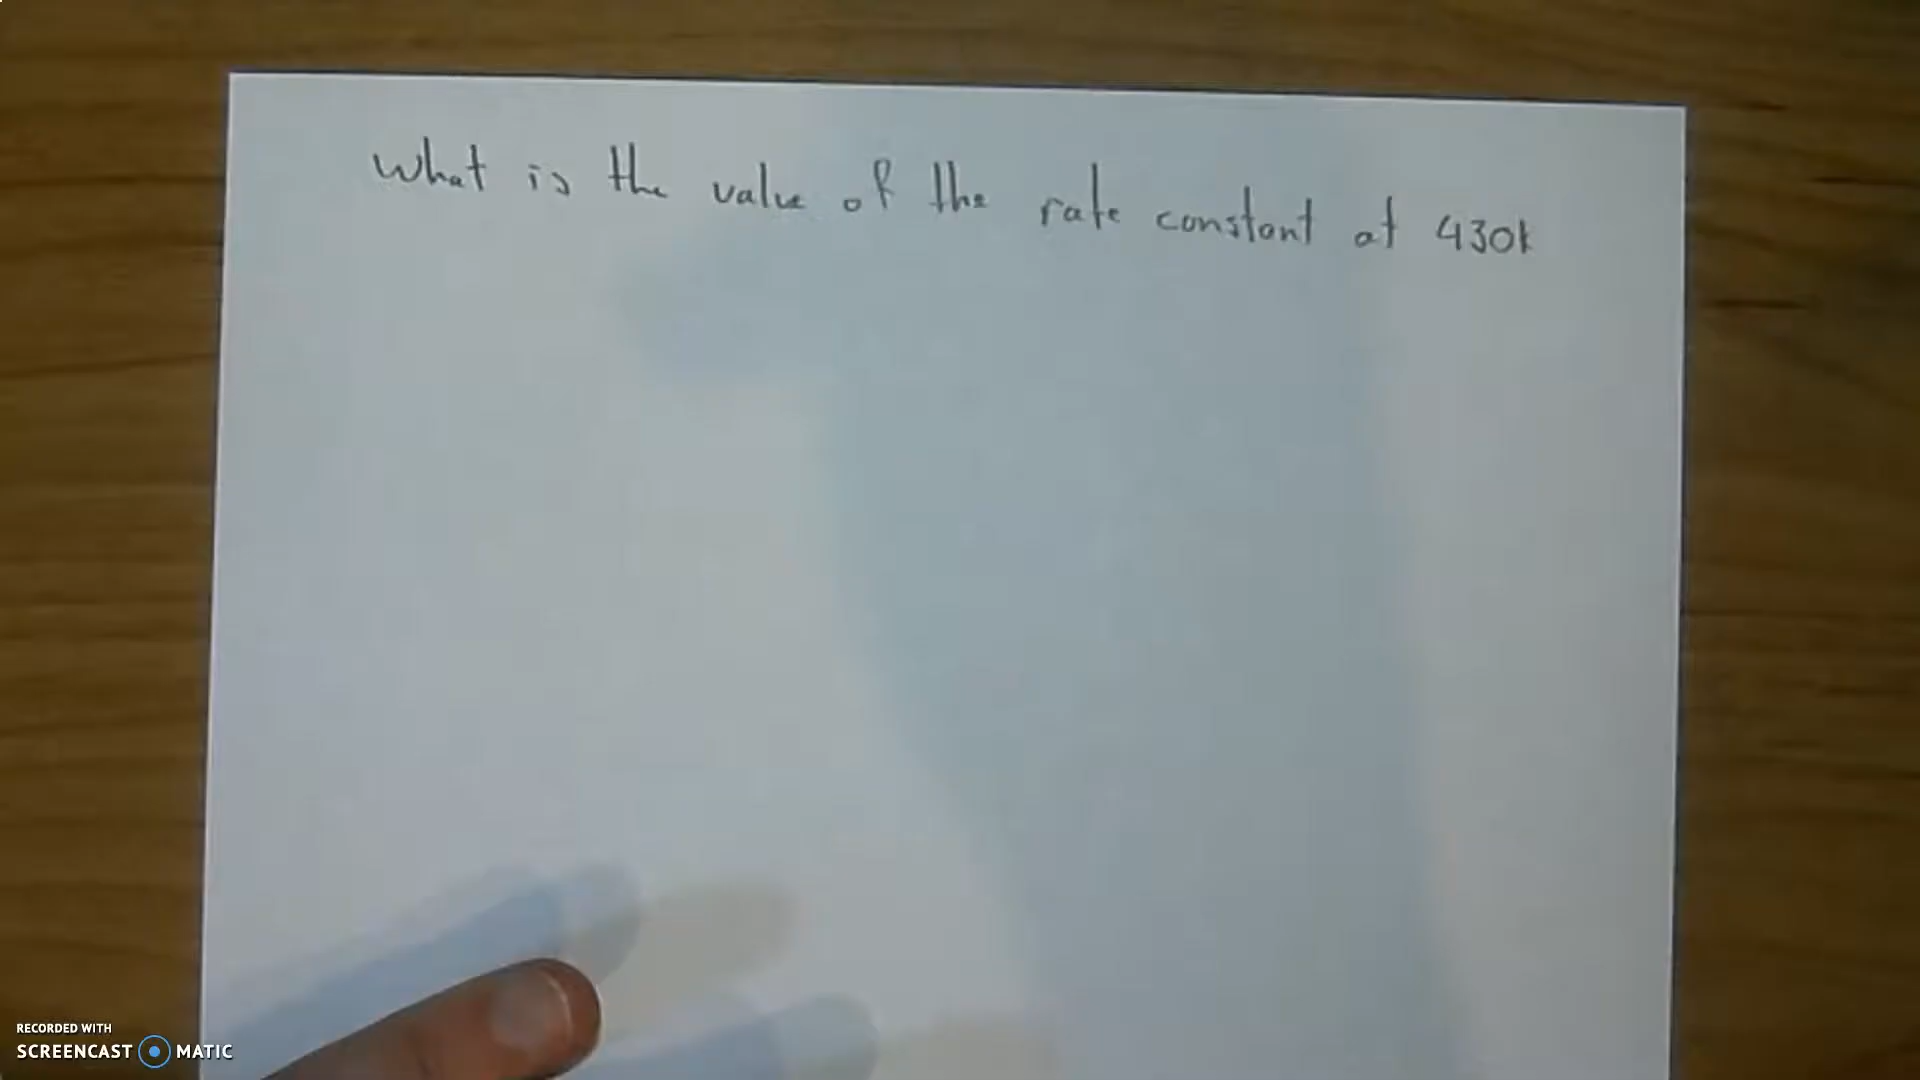 What is the value of the rate constant at 430k
RECORDED WITH
SCREENCAST MATIC